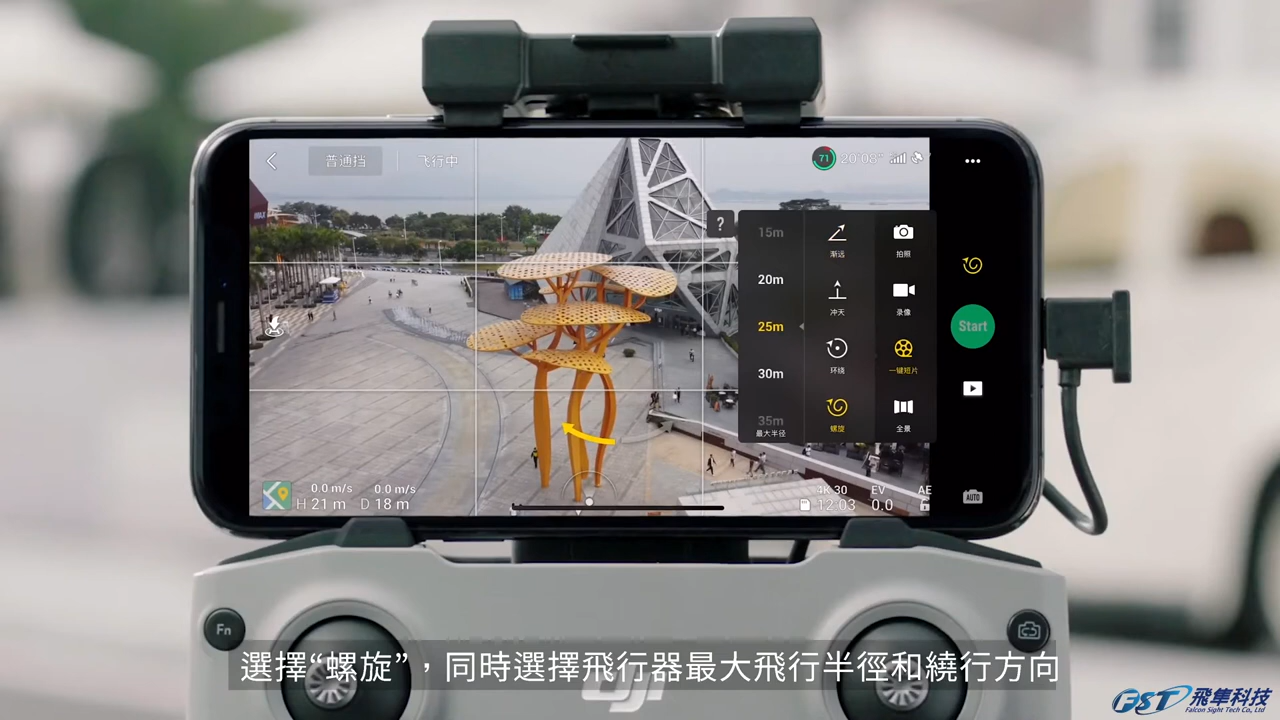 普通挡
飞行中
71
20'08"
?
15m
20m
25m
30m
35m
最大半径
渐远
冲天
环绕
螺旋
拍照
录像
一键短片
全景
Start
AUTO
0.0 m/s
0.0 m/s
H 21 m
D 18 m
4K 30
EV
AE
12:03
0.0
Fn
dji
選擇“螺旋”，同時選擇飛行器最大飛行半徑和繞行方向
FST 飛隼科技
Falcon Sight Tech Co., Ltd